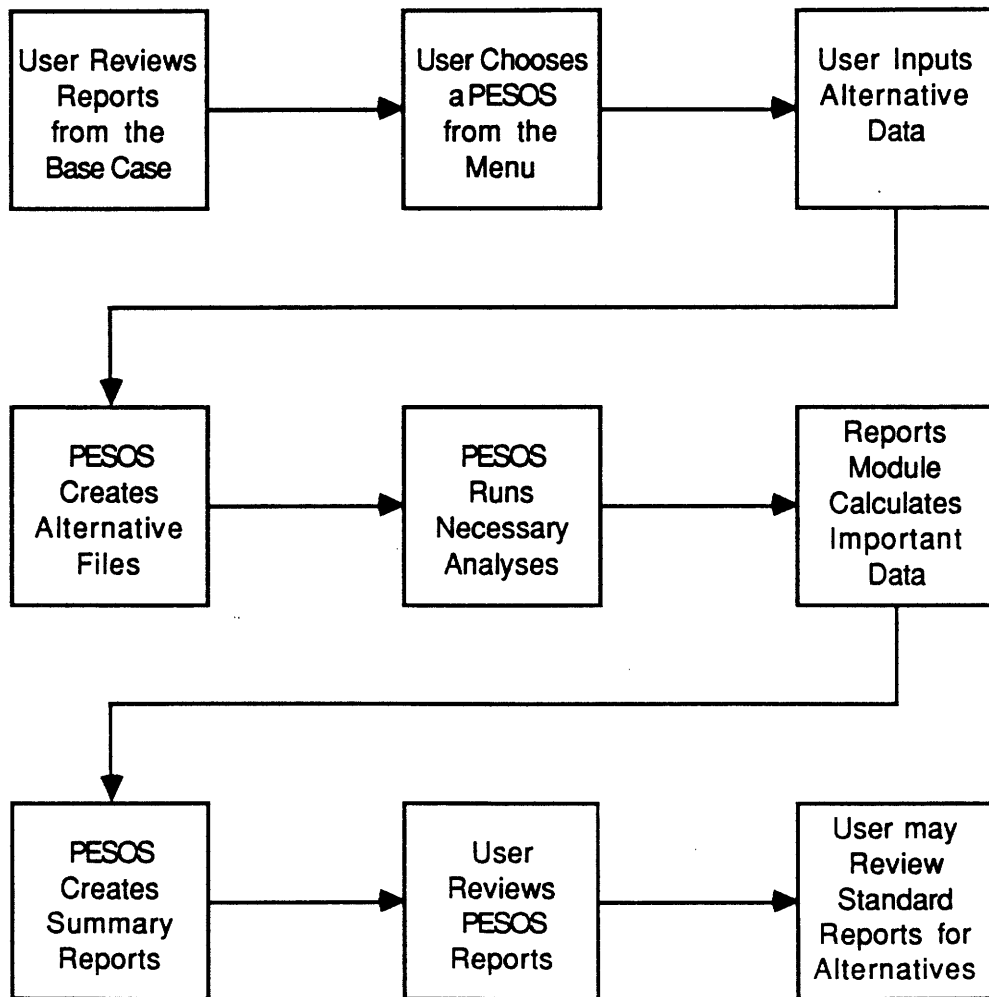 User Reviews
Reports
from the
Base Case
User Chooses
a PESOS
from the
Menu
User Inputs
Alternative
Data
PESOS
Creates
Alternative
Files
PESOS
Runs
Necessary
Analyses
Reports
Module
Calculates
Important
Data
PESOS
Creates
Summary
Reports
User
Reviews
PESOS
Reports
User may
Review
Standard
Reports for
Alternatives